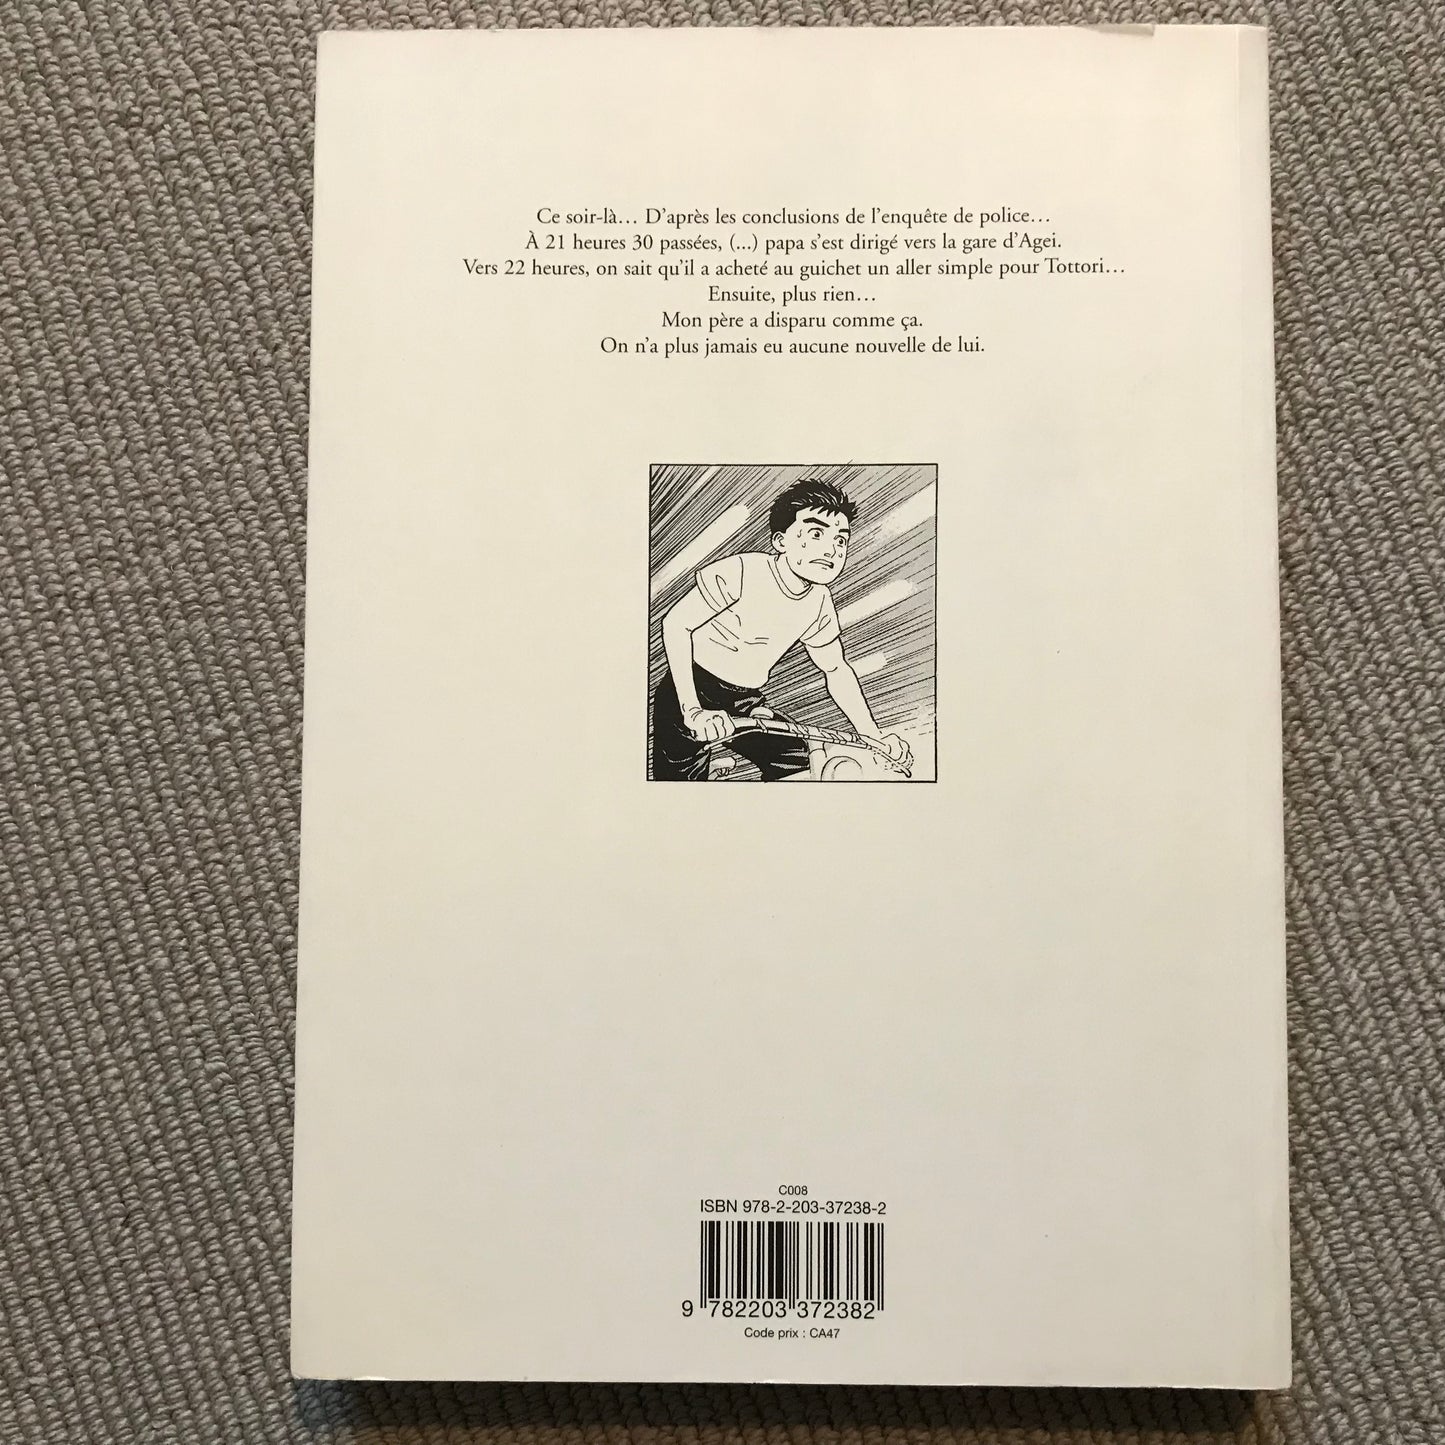 Ce soir-là… D'après les conclusions de l'enquête de police…
À 21 heures 30 passées, (...) papa s'est dirigé vers la gare d'Agei.
Vers 22 heures, on sait qu'il a acheté au guichet un aller simple pour Tottori…
Ensuite, plus rien…
Mon père a disparu comme ça.
On n'a plus jamais eu aucune nouvelle de lui.
C008
ISBN 978-2-203-37238-2
9 782203 372382
Code prix : CA47